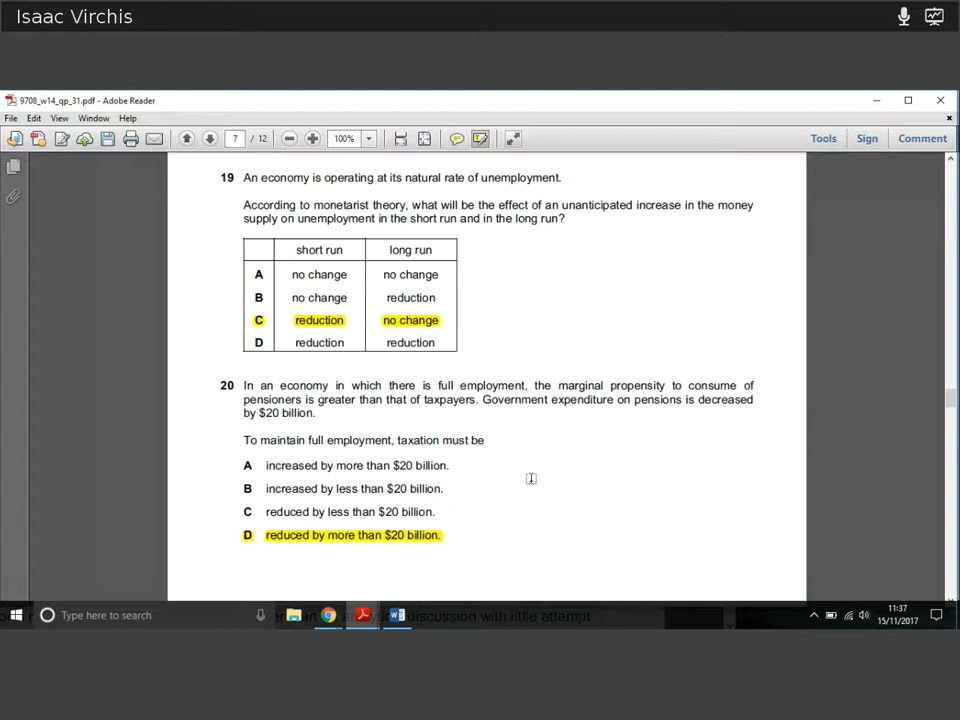 Isaac Virchis
9708_w14_qp_31.pdf - Adobe Reader
File Edit View Window Help
7 / 12 100% Tools Sign Comment
19 An economy is operating at its natural rate of unemployment.
According to monetarist theory, what will be the effect of an unanticipated increase in the money
supply on unemployment in the short run and in the long run?
short run long run
A no change no change
B no change reduction
C reduction no change
D reduction reduction
20 In an economy in which there is full employment, the marginal propensity to consume of
pensioners is greater than that of taxpayers. Government expenditure on pensions is decreased
by $20 billion.
To maintain full employment, taxation must be
A increased by more than $20 billion.
B increased by less than $20 billion.
C reduced by less than $20 billion.
D reduced by more than $20 billion.
Type here to search
discussion with little attempt
11:37
15/11/2017